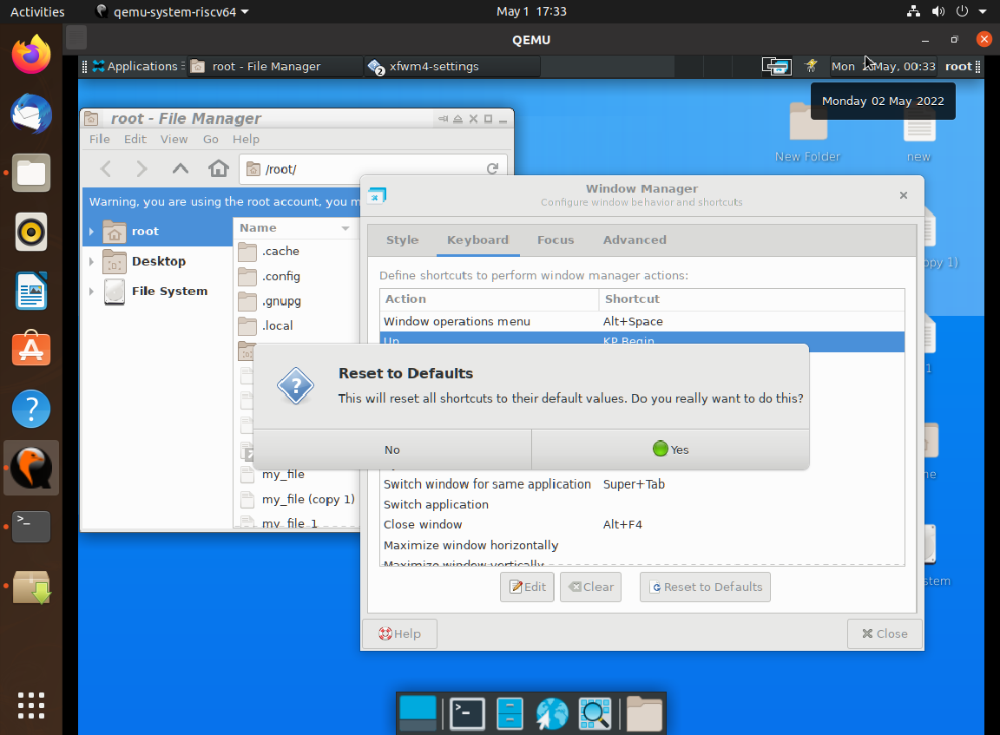 Activities
qemu-system-riscv64
May 1 17:33
QEMU
Applications
root - File Manager
2
xfwm4-settings
Mon
May, 00:33
root
Monday 02 May 2022
root - File Manager
File Edit View Go Help
/root/
Warning, you are using the root account, you m
root
Desktop
File System
Name
.cache
.config
.gnupg
.local
my_file
my_file (copy 1)
my_file 1
New Folder
new
opy 1)
1
me
stem
Window Manager
Configure window behavior and shortcuts
Style Keyboard Focus Advanced
Define shortcuts to perform window manager actions:
Action Shortcut
Window operations menu Alt+Space
Up KP Begin
Reset to Defaults
This will reset all shortcuts to their default values. Do you really want to do this?
No Yes
Switch window for same application Super+Tab
Switch application
Close window Alt+F4
Maximize window horizontally
Maximize window vertically
Edit Clear Reset to Defaults
Help Close